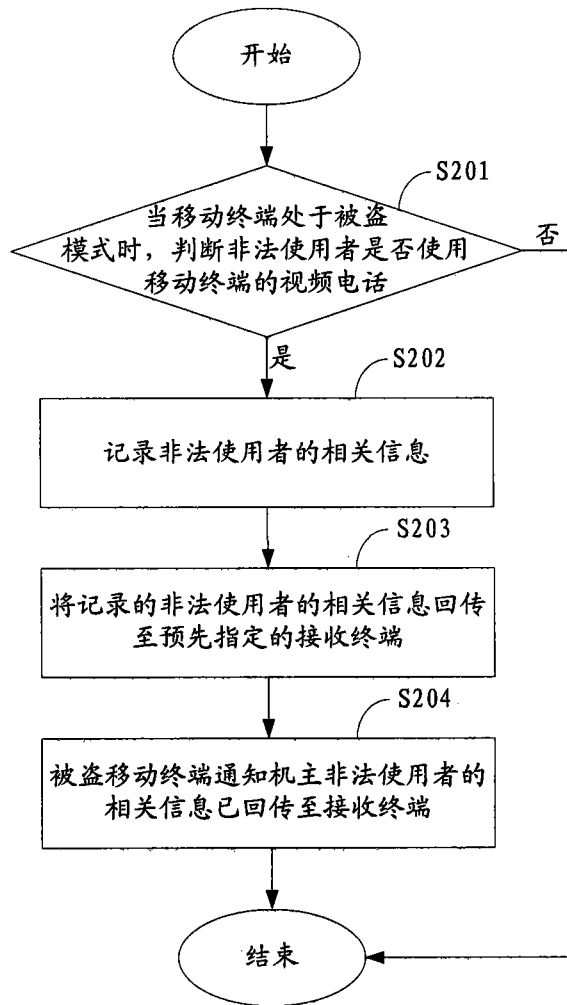 开始
S201
当移动终端处于被盗
模式时，判断非法使用者是否使用
移动终端的视频电话
否
是
S202
记录非法使用者的相关信息
S203
将记录的非法使用者的相关信息回传
至预先指定的接收终端
S204
被盗移动终端通知机主非法使用者的
相关信息已回传至接收终端
结束